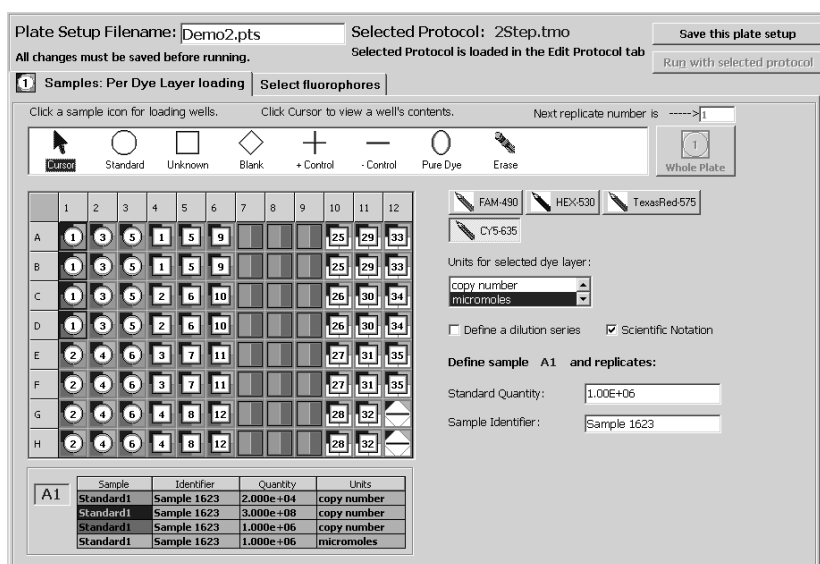 Plate Setup Filename: Demo2.pts Selected Protocol: 2Step.tmo Save this plate setup
All changes must be saved before running. Selected Protocol is loaded in the Edit Protocol tab Run with selected protocol
1 Samples: Per Dye Layer loading Select fluorophores
Click a sample icon for loading wells. Click Cursor to view a well's contents. Next replicate number is ----->1
Cursor Standard Unknown Blank + Control - Control Pure Dye Erase 1 Whole Plate
1 2 3 4 5 6 7 8 9 10 11 12
A 1 3 5 1 5 9 25 29 33
B 1 3 5 1 5 9 25 29 33
C 1 3 5 2 6 10 26 30 34
D 1 3 5 2 6 10 26 30 34
E 2 4 6 3 7 11 27 31 35
F 2 4 6 3 7 11 27 31 35
G 2 4 6 4 8 12 28 32
H 2 4 6 4 8 12 28 32
FAM-490 HEX-530 TexasRed-575
CY5-635
Units for selected dye layer:
copy number
micromoles
Define a dilution series Scientific Notation
Define sample A1 and replicates:
Standard Quantity: 1.00E+06
Sample Identifier: Sample 1623
A1
Sample Identifier Quantity Units
Standard1 Sample 1623 2.000e+04 copy number
Standard1 Sample 1623 3.000e+08 copy number
Standard1 Sample 1623 1.000e+06 copy number
Standard1 Sample 1623 1.000e+06 micromoles